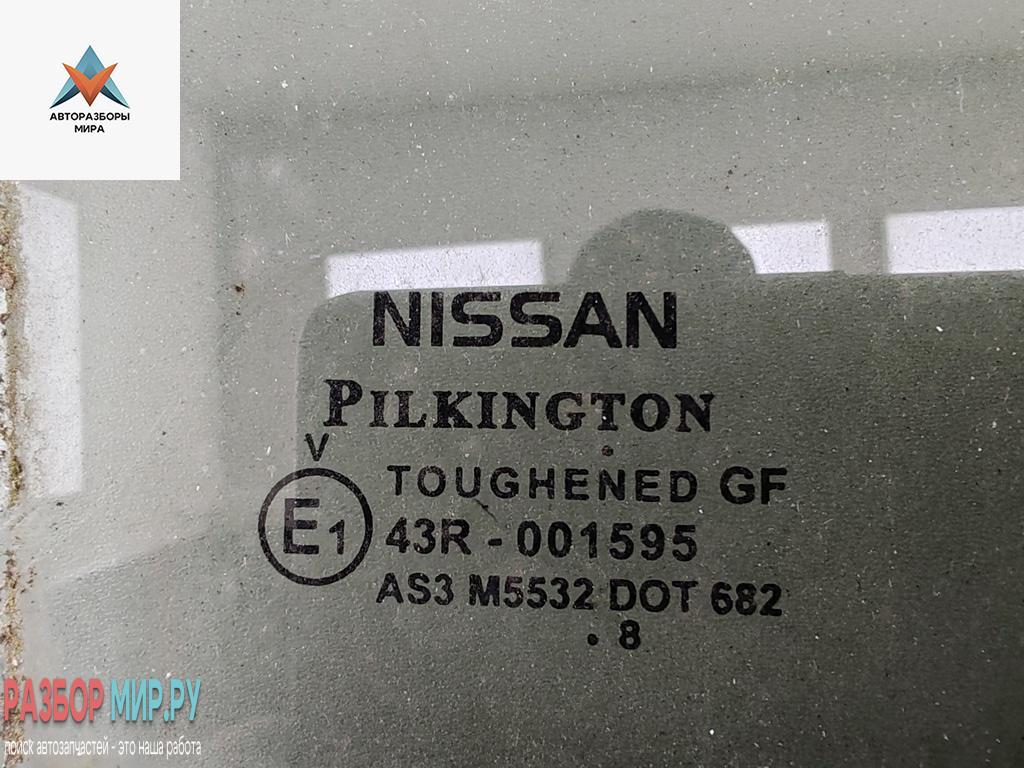 АВТОРАЗБОРЫ
МИРА
NISSAN
PILKINGTON
V
TOUGHENED GF
E1
43R - 001595
AS3 M5532 DOT 682
. 8
РАЗБОР МИР.РУ
поиск автозапчастей - это наша работа